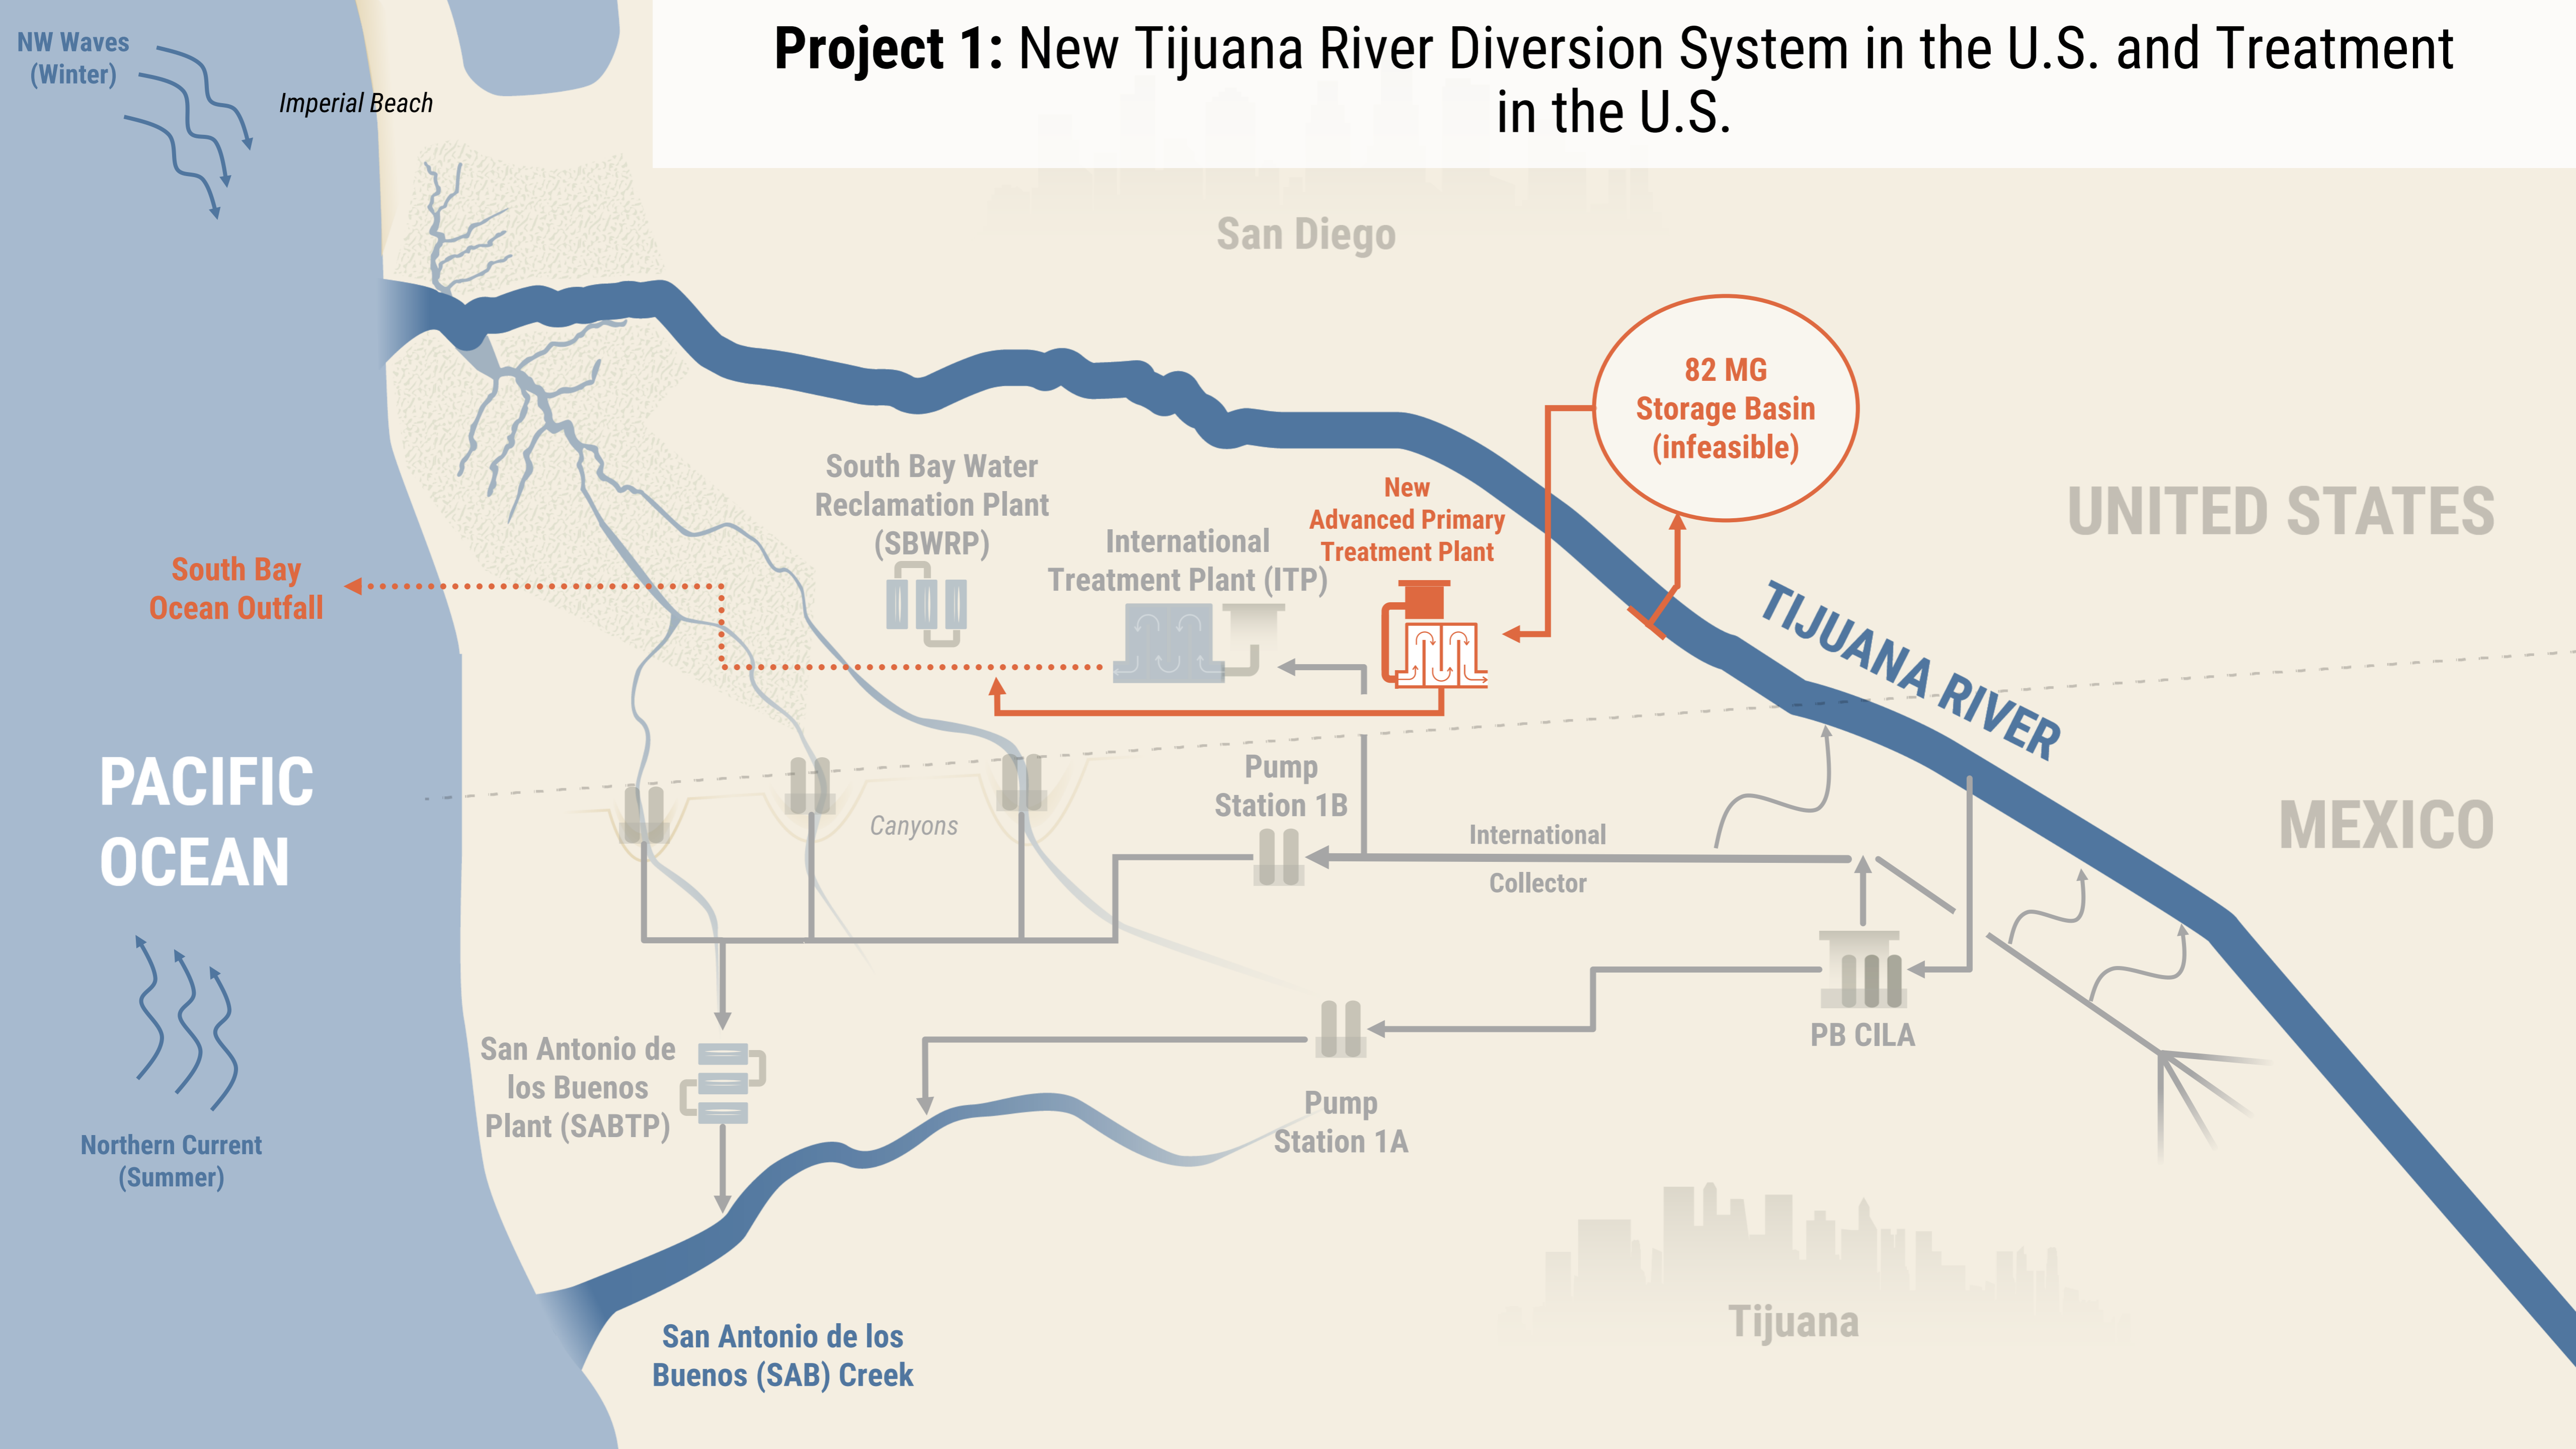 Project 1: New Tijuana River Diversion System in the U.S. and Treatment
in the U.S.
NW Waves
(Winter)
Imperial Beach
San Diego
82 MG
Storage Basin
(infeasible)
South Bay Water
Reclamation Plant
(SBWRP)
International
Treatment Plant (ITP)
New
Advanced Primary
Treatment Plant
UNITED STATES
South Bay
Ocean Outfall
TIJUANA RIVER
PACIFIC
OCEAN
Canyons
Pump
Station 1B
International
Collector
MEXICO
San Antonio de
los Buenos
Plant (SABTP)
Pump
Station 1A
PB CILA
Northern Current
(Summer)
Tijuana
San Antonio de los
Buenos (SAB) Creek